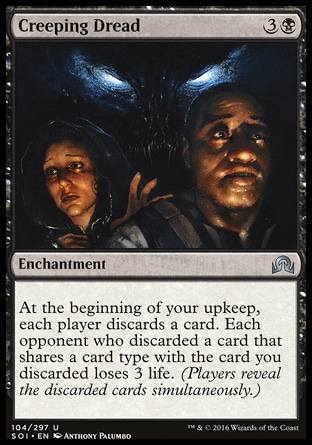 Creeping Dread 3
Enchantment
At the beginning of your upkeep,
each player discards a card. Each
opponent who discarded a card that
shares a card type with the card you
discarded loses 3 life. (Players reveal
the discarded cards simultaneously.)
104/297 U
SOI • EN Anthony Palumbo ™ & © 2016 Wizards of the Coast